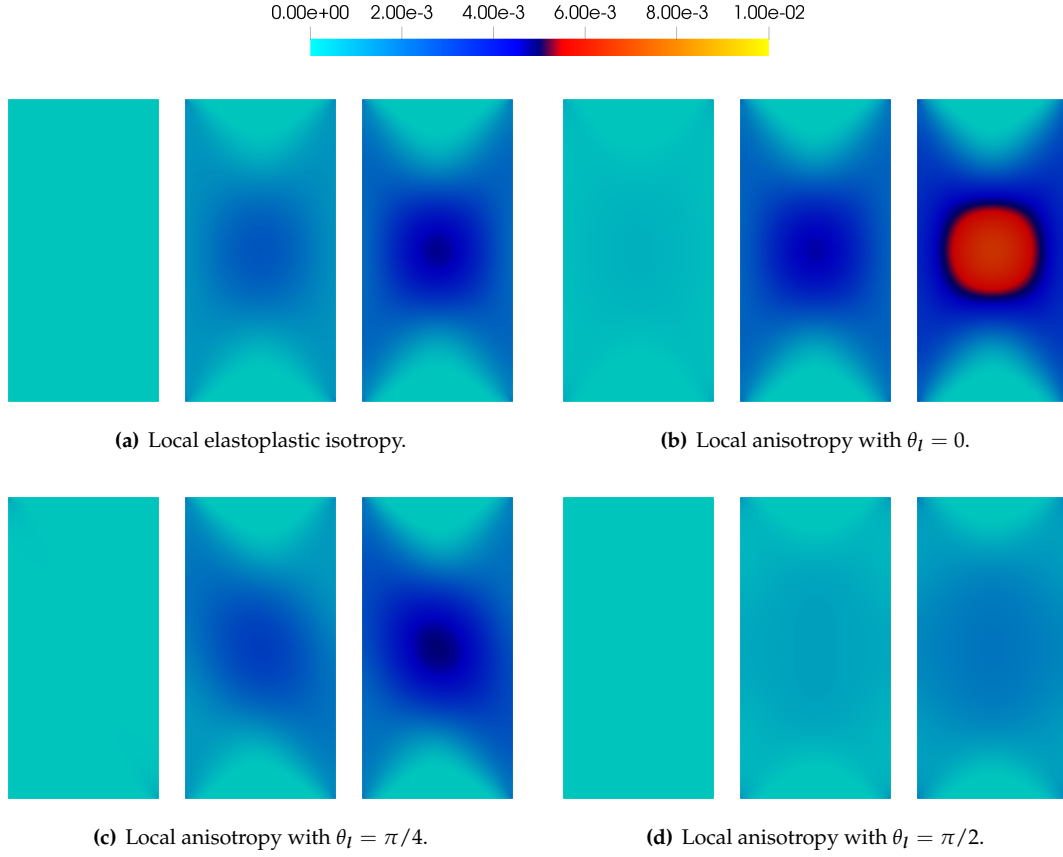 0.00e+00 2.00e-3 4.00e-3 6.00e-3 8.00e-3 1.00e-02
(a) Local elastoplastic isotropy.
(b) Local anisotropy with θ_l = 0.
(c) Local anisotropy with θ_l = π/4.
(d) Local anisotropy with θ_l = π/2.